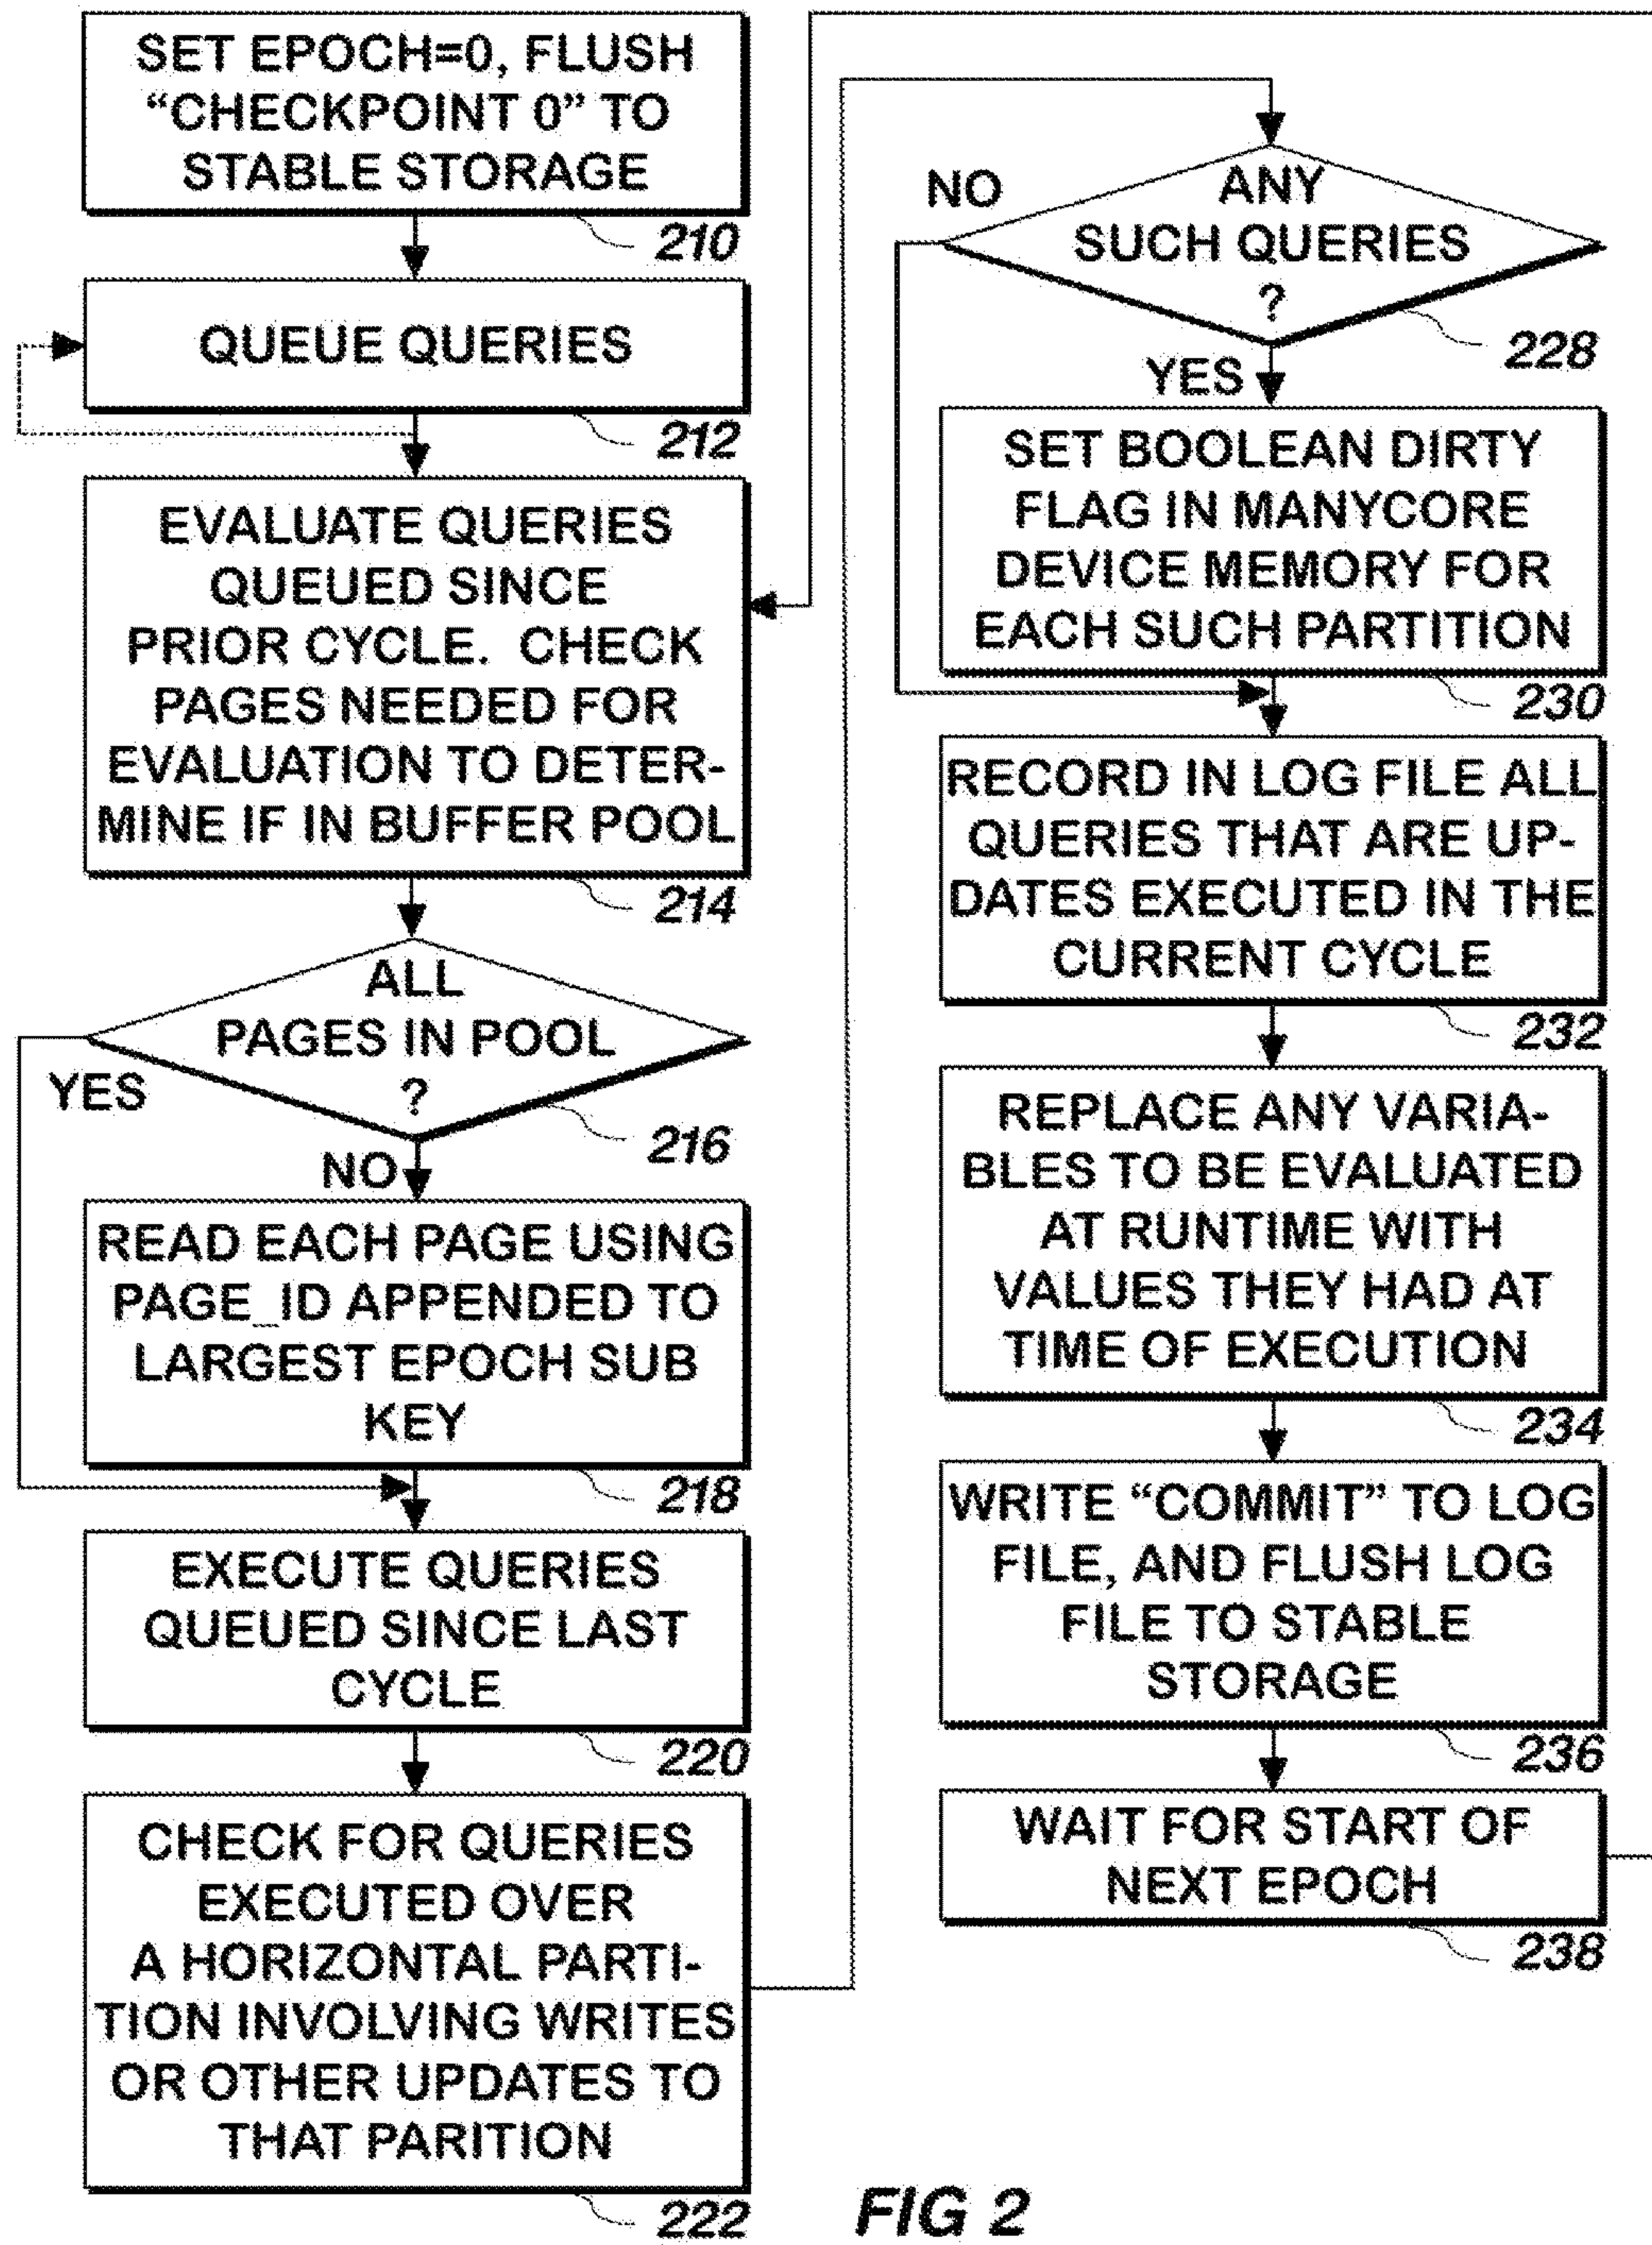 SET EPOCH=0, FLUSH
“CHECKPOINT 0” TO
STABLE STORAGE
210
QUEUE QUERIES
212
EVALUATE QUERIES
QUEUED SINCE
PRIOR CYCLE. CHECK
PAGES NEEDED FOR
EVALUATION TO DETER-
MINE IF IN BUFFER POOL
214
ALL
PAGES IN POOL
?
YES
216
NO
READ EACH PAGE USING
PAGE_ID APPENDED TO
LARGEST EPOCH SUB
KEY
218
EXECUTE QUERIES
QUEUED SINCE LAST
CYCLE
220
CHECK FOR QUERIES
EXECUTED OVER
A HORIZONTAL PARTI-
TION INVOLVING WRITES
OR OTHER UPDATES TO
THAT PARITION
222
NO
ANY
SUCH QUERIES
?
228
YES
SET BOOLEAN DIRTY
FLAG IN MANYCORE
DEVICE MEMORY FOR
EACH SUCH PARTITION
230
RECORD IN LOG FILE ALL
QUERIES THAT ARE UP-
DATES EXECUTED IN THE
CURRENT CYCLE
232
REPLACE ANY VARIA-
BLES TO BE EVALUATED
AT RUNTIME WITH
VALUES THEY HAD AT
TIME OF EXECUTION
234
WRITE “COMMIT” TO LOG
FILE, AND FLUSH LOG
FILE TO STABLE
STORAGE
236
WAIT FOR START OF
NEXT EPOCH
238
FIG 2